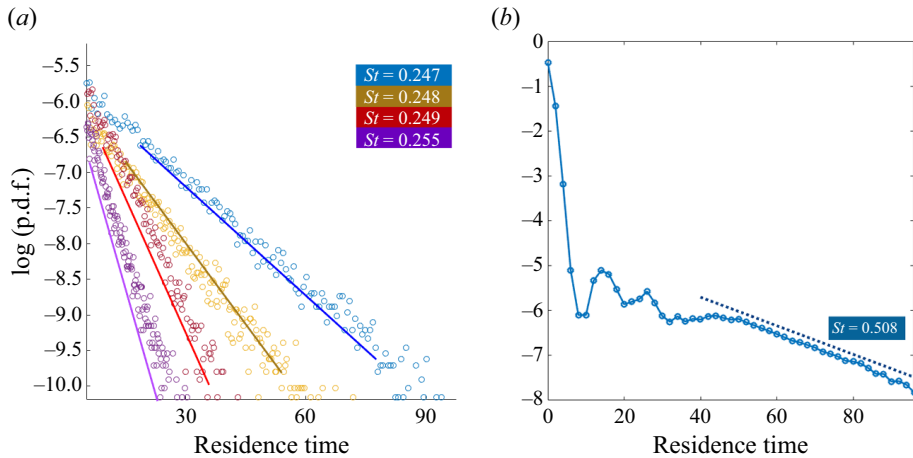 (a)
log (p.d.f.)
−5.5
−6.0
−6.5
−7.0
−7.5
−8.0
−8.5
−9.0
−9.5
−10.0
St = 0.247
St = 0.248
St = 0.249
St = 0.255
30 60 90
Residence time
(b)
0
−1
−2
−3
−4
−5
−6
−7
−8
St = 0.508
0 20 40 60 80
Residence time